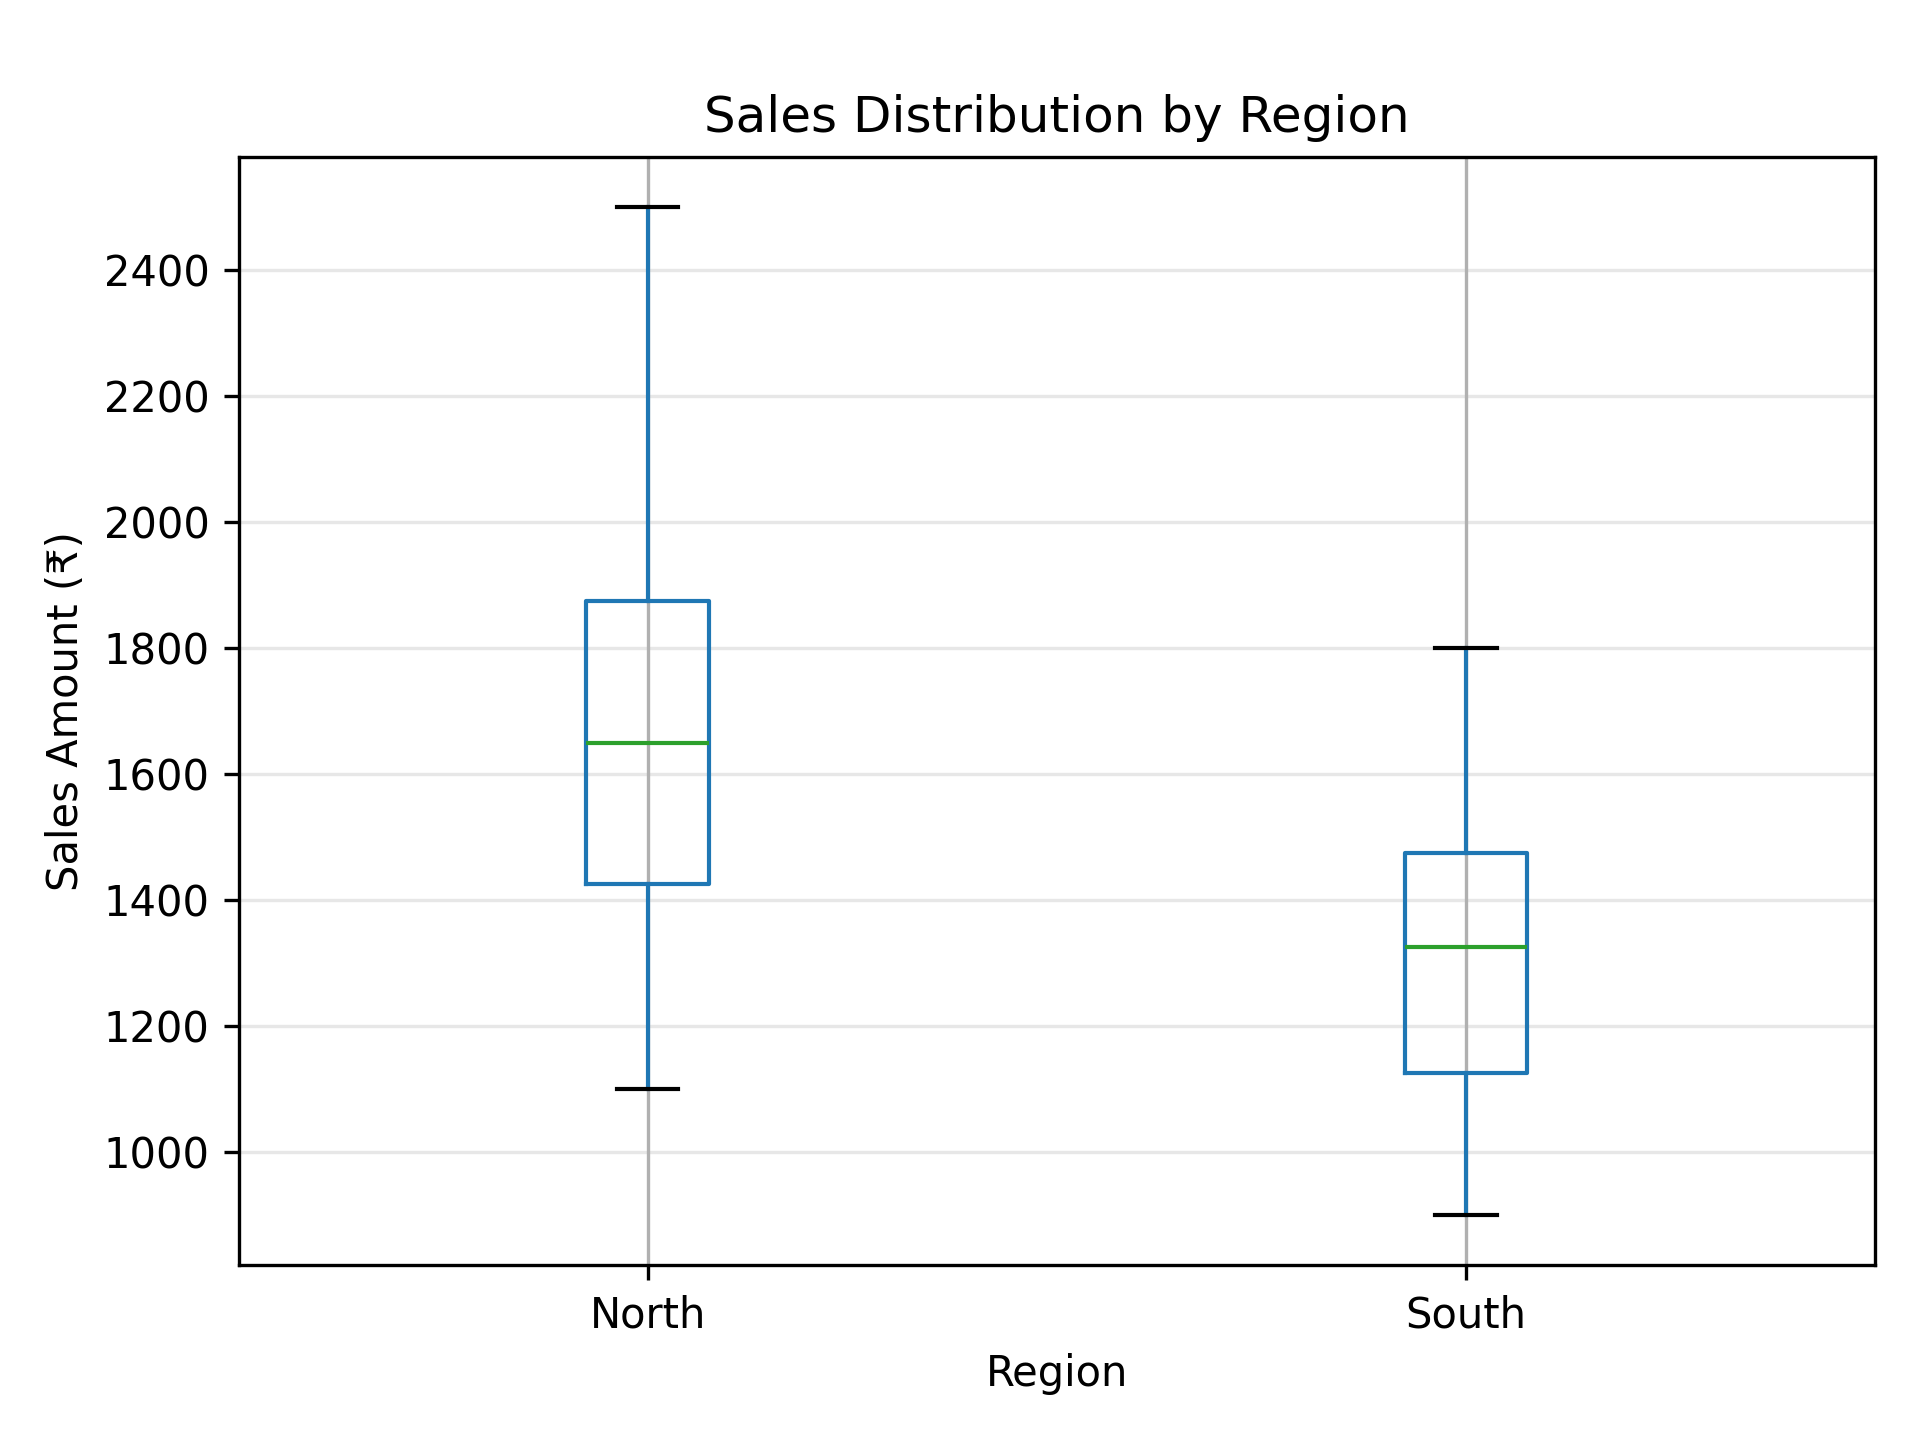 Sales Distribution by Region
Sales Amount (₹)
2400
2200
2000
1800
1600
1400
1200
1000
North
South
Region